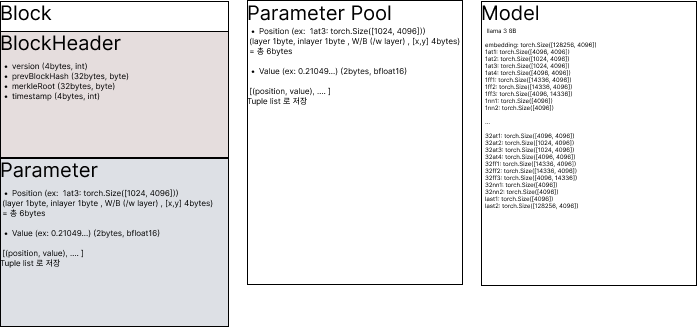 Block
BlockHeader
• version (4bytes, int)
• prevBlockHash (32bytes, byte)
• merkleRoot (32bytes, byte)
• timestamp (4bytes, int)
Parameter
• Position (ex: 1at3: torch.Size([1024, 4096]))
(layer 1byte, inlayer 1byte , W/B (/w layer) , [x,y] 4bytes)
= 총 6bytes
• Value (ex: 0.21049...) (2bytes, bfloat16)
[(position, value), .... ]
Tuple list 로 저장
Parameter Pool
• Position (ex: 1at3: torch.Size([1024, 4096]))
(layer 1byte, inlayer 1byte , W/B (/w layer) , [x,y] 4bytes)
= 총 6bytes
• Value (ex: 0.21049...) (2bytes, bfloat16)
[(position, value), .... ]
Tuple list 로 저장
Model
llama 3 8B
embedding: torch.Size([128256, 4096])
1at1: torch.Size([4096, 4096])
1at2: torch.Size([1024, 4096])
1at3: torch.Size([1024, 4096])
1at4: torch.Size([4096, 4096])
1ff1: torch.Size([14336, 4096])
1ff2: torch.Size([14336, 4096])
1ff3: torch.Size([4096, 14336])
1nn1: torch.Size([4096])
1nn2: torch.Size([4096])
...
32at1: torch.Size([4096, 4096])
32at2: torch.Size([1024, 4096])
32at3: torch.Size([1024, 4096])
32at4: torch.Size([4096, 4096])
32ff1: torch.Size([14336, 4096])
32ff2: torch.Size([14336, 4096])
32ff3: torch.Size([4096, 14336])
32nn1: torch.Size([4096])
32nn2: torch.Size([4096])
last1: torch.Size([4096])
last2: torch.Size([128256, 4096])